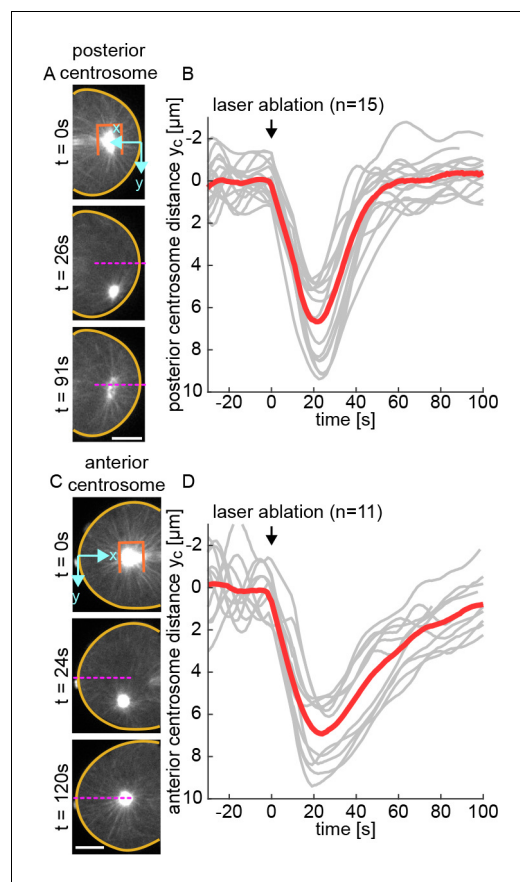 posterior
A centrosome
B
t = 0s
x
y
t = 26s
t = 91s
laser ablation (n=15)
posterior centrosome distance y_c [µm]
-2
0
2
4
6
8
10
-20 0 20 40 60 80 100
time [s]
anterior
C centrosome
D
t = 0s
x
y
t = 24s
t = 120s
laser ablation (n=11)
anterior centrosome distance y_c [µm]
-2
0
2
4
6
8
10
-20 0 20 40 60 80 100
time [s]